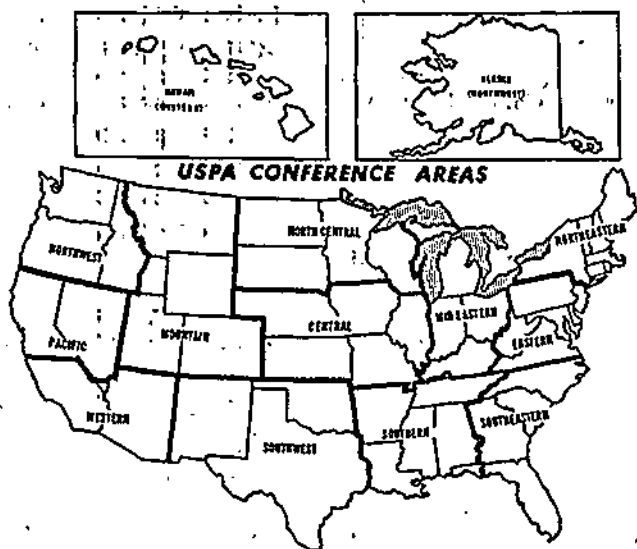 HAWAII
(WESTERN)
ALASKA
(NORTHWEST)
USPA CONFERENCE AREAS
NORTH CENTRAL
NORTHEASTERN
NORTHWEST
MID EASTERN
CENTRAL
MOUNTAIN
EASTERN
PACIFIC
WESTERN
SOUTHERN
SOUTHEASTERN
SOUTHWEST